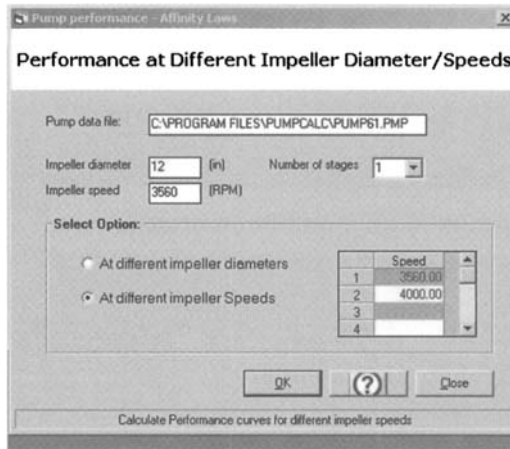 Pump performance - Affinity Laws
Performance at Different Impeller Diameter/Speeds
Pump data file: C:\PROGRAM FILES\PUMPCALC\PUMP61.PMP
Impeller diameter 12 (in) Number of stages 1
Impeller speed 3560 (RPM)
Select Option:
At different impeller diameters
At different impeller Speeds
Speed
1 3560.00
2 4000.00
3
4
OK (?) Close
Calculate Performance curves for different impeller speeds